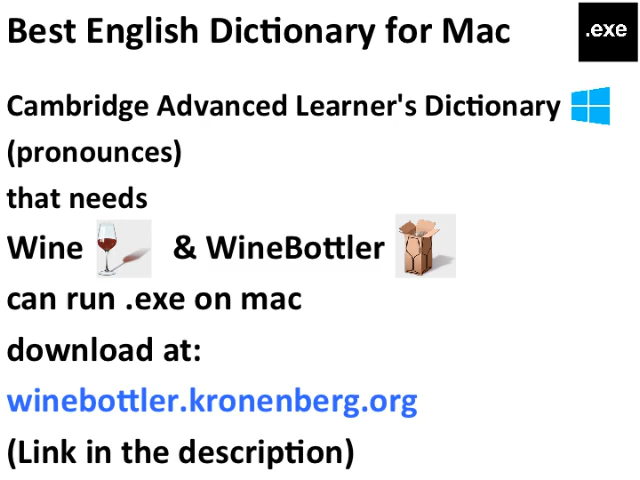 Best English Dictionary for Mac
.exe
Cambridge Advanced Learner's Dictionary
(pronounces)
that needs
Wine & WineBottler
can run .exe on mac
download at:
winebottler.kronenberg.org
(Link in the description)